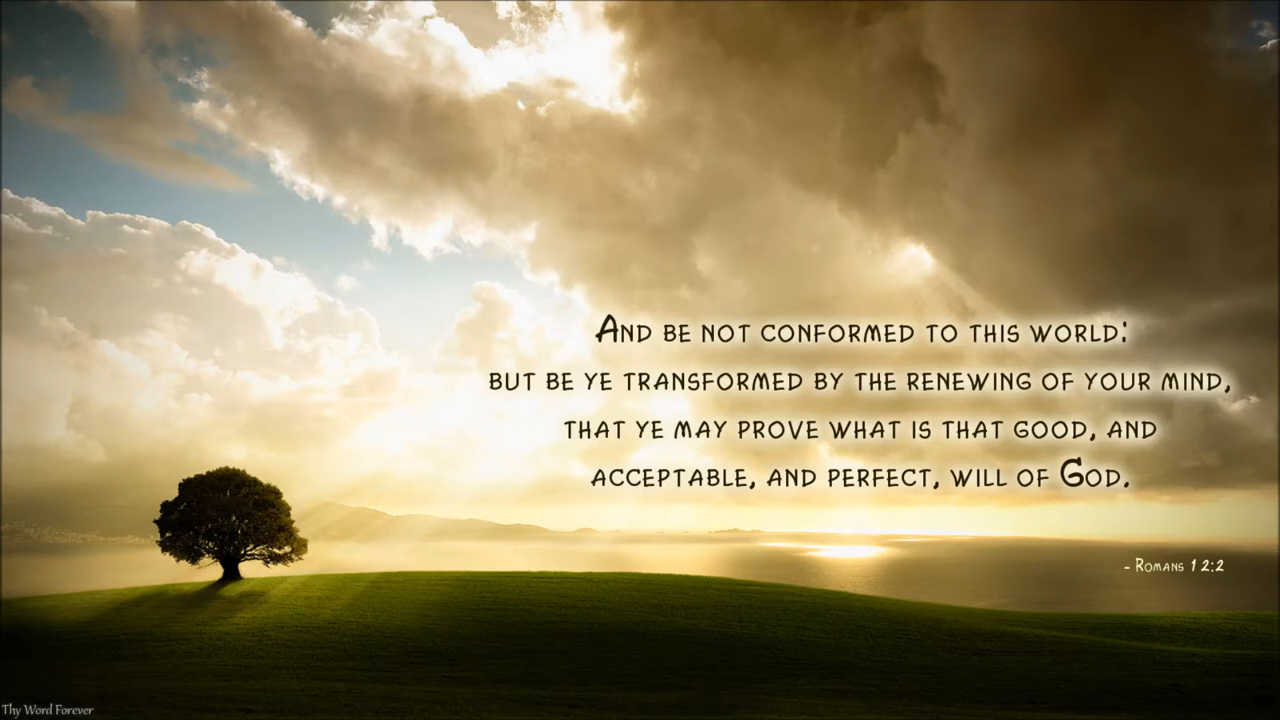 And be not conformed to this world:
but be ye transformed by the renewing of your mind,
that ye may prove what is that good, and
acceptable, and perfect, will of God.
- Romans 12:2
Thy Word Forever